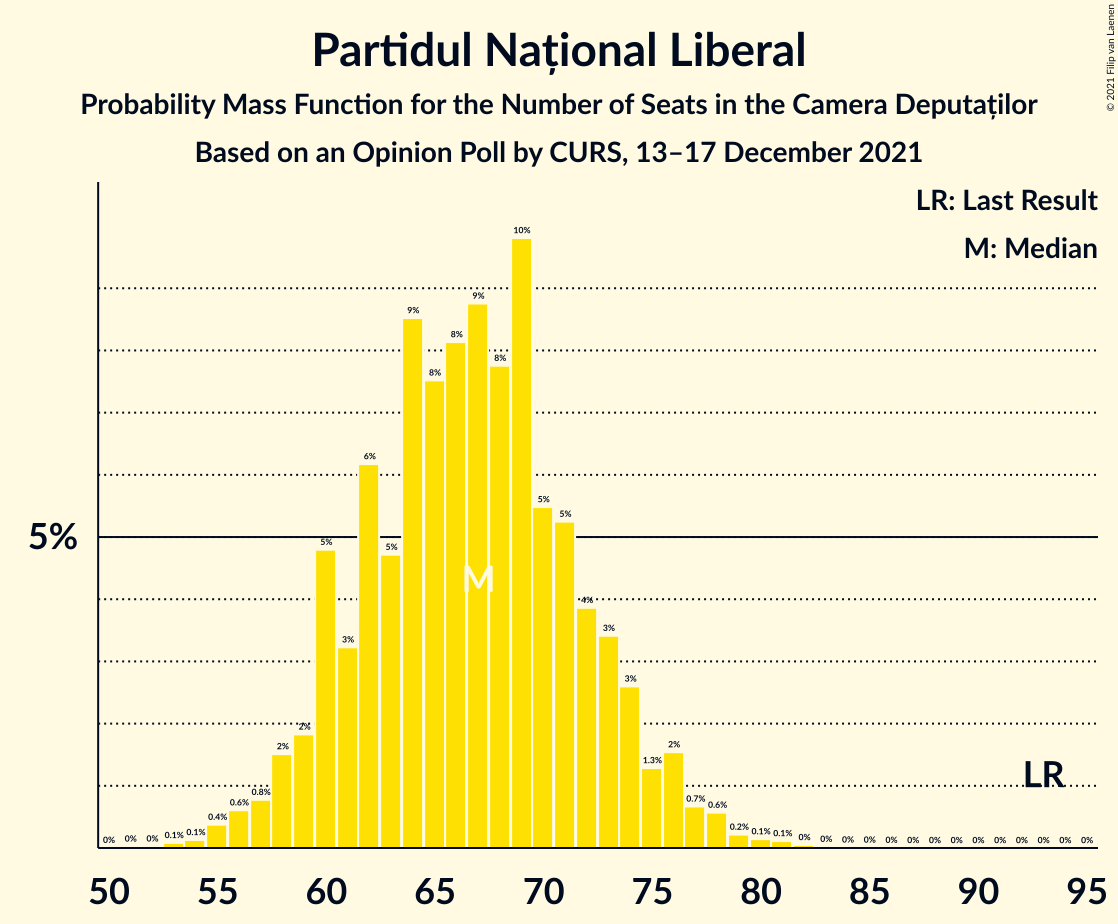 Partidul Național Liberal
Probability Mass Function for the Number of Seats in the Camera Deputaților
Based on an Opinion Poll by CURS, 13–17 December 2021
© 2021 Filip van Laenen
LR: Last Result
M: Median
5%
0% 0% 0% 0.1% 0.1% 0.4% 0.6% 0.8% 2% 2% 5% 3% 6% 5% 9% 8% 8% 9% 8% 10% 5% 5% 4% 3% 3% 1.3% 2% 0.7% 0.6% 0.2% 0.1% 0.1% 0% 0% 0% 0% 0% 0% 0% 0% 0% 0% 0% 0% 0% 0%
M
LR
50 55 60 65 70 75 80 85 90 95